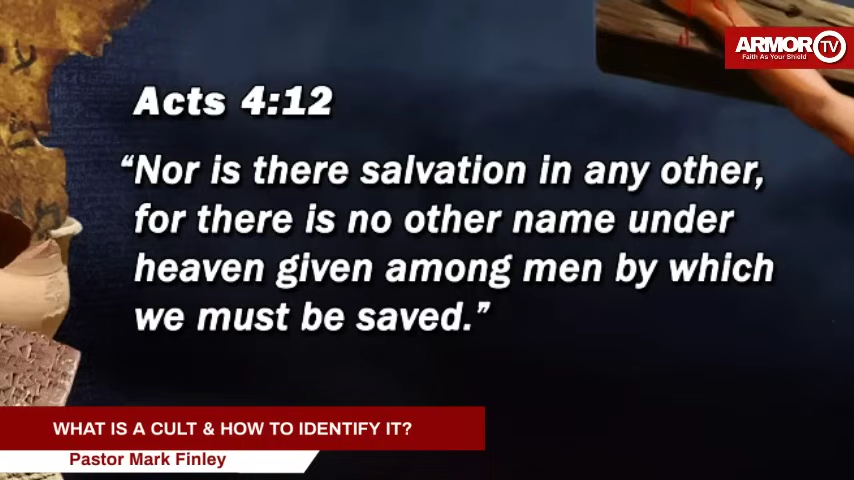 ARMOR TV
Faith As Your Shield
Acts 4:12
“Nor is there salvation in any other,
for there is no other name under
heaven given among men by which
we must be saved.”
WHAT IS A CULT & HOW TO IDENTIFY IT?
Pastor Mark Finley